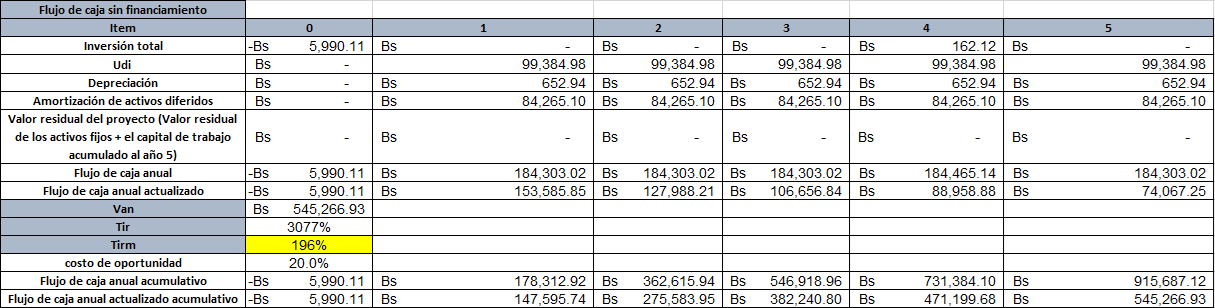 Flujo de caja sin financiamiento
Item 0 1 2 3 4 5
Inversión total -Bs 5,990.11 Bs - Bs - Bs - Bs 162.12 Bs -
Udi Bs - 99,384.98 99,384.98 99,384.98 99,384.98 99,384.98
Depreciación Bs - Bs 652.94 Bs 652.94 Bs 652.94 Bs 652.94 Bs 652.94
Amortización de activos diferidos Bs - Bs 84,265.10 Bs 84,265.10 Bs 84,265.10 Bs 84,265.10 Bs 84,265.10
Valor residual del proyecto (Valor residual
de los activos fijos + el capital de trabajo
acumulado al año 5) Bs - Bs - Bs - Bs - Bs - Bs -
Flujo de caja anual -Bs 5,990.11 Bs 184,303.02 Bs 184,303.02 Bs 184,303.02 Bs 184,465.14 Bs 184,303.02
Flujo de caja anual actualizado -Bs 5,990.11 Bs 153,585.85 Bs 127,988.21 Bs 106,656.84 Bs 88,958.88 Bs 74,067.25
Van Bs 545,266.93
Tir 3077%
Tirm 196%
costo de oportunidad 20.0%
Flujo de caja anual acumulativo -Bs 5,990.11 Bs 178,312.92 Bs 362,615.94 Bs 546,918.96 Bs 731,384.10 Bs 915,687.12
Flujo de caja anual actualizado acumulativo -Bs 5,990.11 Bs 147,595.74 Bs 275,583.95 Bs 382,240.80 Bs 471,199.68 Bs 545,266.93